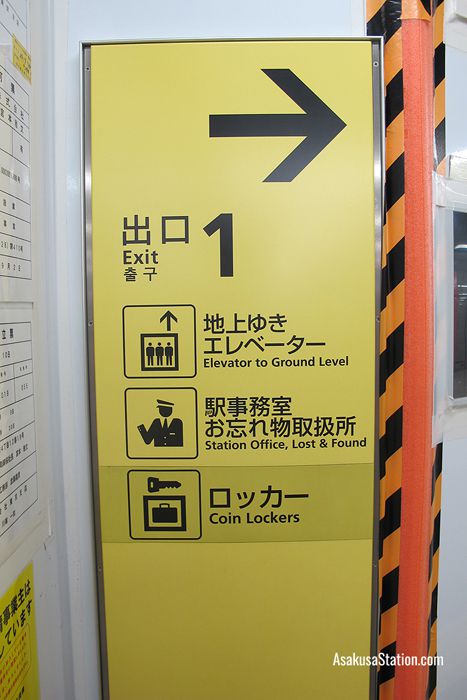 出口 1
Exit
출구
地上ゆき
エレベーター
Elevator to Ground Level
駅事務室
お忘れ物取扱所
Station Office, Lost & Found
ロッカー
Coin Lockers
AsakusaStation.com